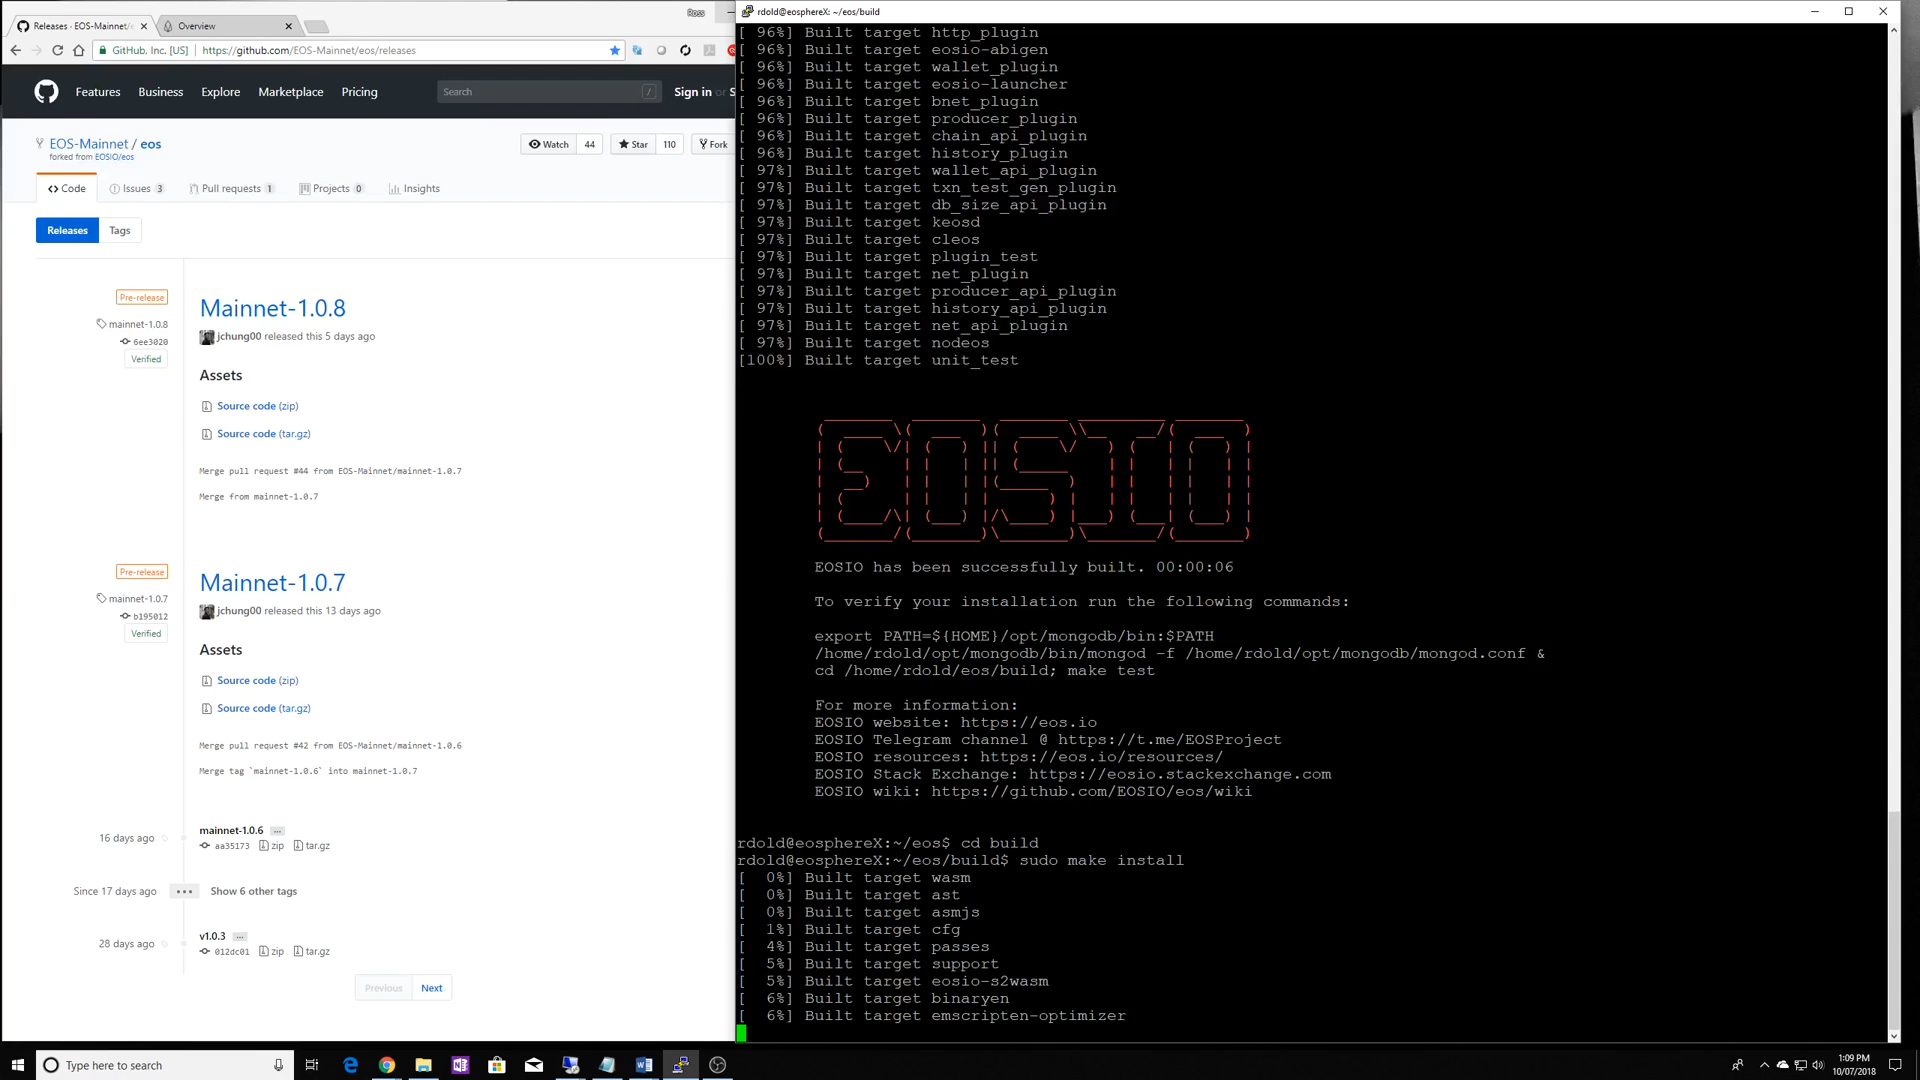 Releases · EOS-Mainnet/
Overview
Ross
GitHub, Inc. [US]
https://github.com/EOS-Mainnet/eos/releases
Features
Business
Explore
Marketplace
Pricing
Search
/
Sign in or S
EOS-Mainnet / eos
forked from EOSIO/eos
Watch 44
Star 110
Fork
Code
Issues 3
Pull requests 1
Projects 0
Insights
Releases
Tags
Pre-release
mainnet-1.0.8
6ee3020
Verified
Mainnet-1.0.8
jchung00 released this 5 days ago
Assets
Source code (zip)
Source code (tar.gz)
Merge pull request #44 from EOS-Mainnet/mainnet-1.0.7
Merge from mainnet-1.0.7
Pre-release
mainnet-1.0.7
b195012
Verified
Mainnet-1.0.7
jchung00 released this 13 days ago
Assets
Source code (zip)
Source code (tar.gz)
Merge pull request #42 from EOS-Mainnet/mainnet-1.0.6
Merge tag `mainnet-1.0.6` into mainnet-1.0.7
16 days ago
mainnet-1.0.6 ...
aa35173 zip tar.gz
Since 17 days ago ... Show 6 other tags
28 days ago
v1.0.3 ...
012dc01 zip tar.gz
Previous
Next
rdold@eosphereX: ~/eos/build
[ 96%] Built target http_plugin
[ 96%] Built target eosio-abigen
[ 96%] Built target wallet_plugin
[ 96%] Built target eosio-launcher
[ 96%] Built target bnet_plugin
[ 96%] Built target producer_plugin
[ 96%] Built target chain_api_plugin
[ 96%] Built target history_plugin
[ 97%] Built target wallet_api_plugin
[ 97%] Built target txn_test_gen_plugin
[ 97%] Built target db_size_api_plugin
[ 97%] Built target keosd
[ 97%] Built target cleos
[ 97%] Built target plugin_test
[ 97%] Built target net_plugin
[ 97%] Built target producer_api_plugin
[ 97%] Built target history_api_plugin
[ 97%] Built target net_api_plugin
[ 97%] Built target nodeos
[100%] Built target unit_test
EOSIO
EOSIO has been successfully built. 00:00:06
To verify your installation run the following commands:
export PATH=${HOME}/opt/mongodb/bin:$PATH
/home/rdold/opt/mongodb/bin/mongod -f /home/rdold/opt/mongodb/mongod.conf &
cd /home/rdold/eos/build; make test
For more information:
EOSIO website: https://eos.io
EOSIO Telegram channel @ https://t.me/EOSProject
EOSIO resources: https://eos.io/resources/
EOSIO Stack Exchange: https://eosio.stackexchange.com
EOSIO wiki: https://github.com/EOSIO/eos/wiki
rdold@eosphereX:~/eos$ cd build
rdold@eosphereX:~/eos/build$ sudo make install
[  0%] Built target wasm
[  0%] Built target ast
[  0%] Built target asmjs
[  1%] Built target cfg
[  4%] Built target passes
[  5%] Built target support
[  5%] Built target eosio-s2wasm
[  6%] Built target binaryen
[  6%] Built target emscripten-optimizer
Type here to search
1:09 PM
10/07/2018